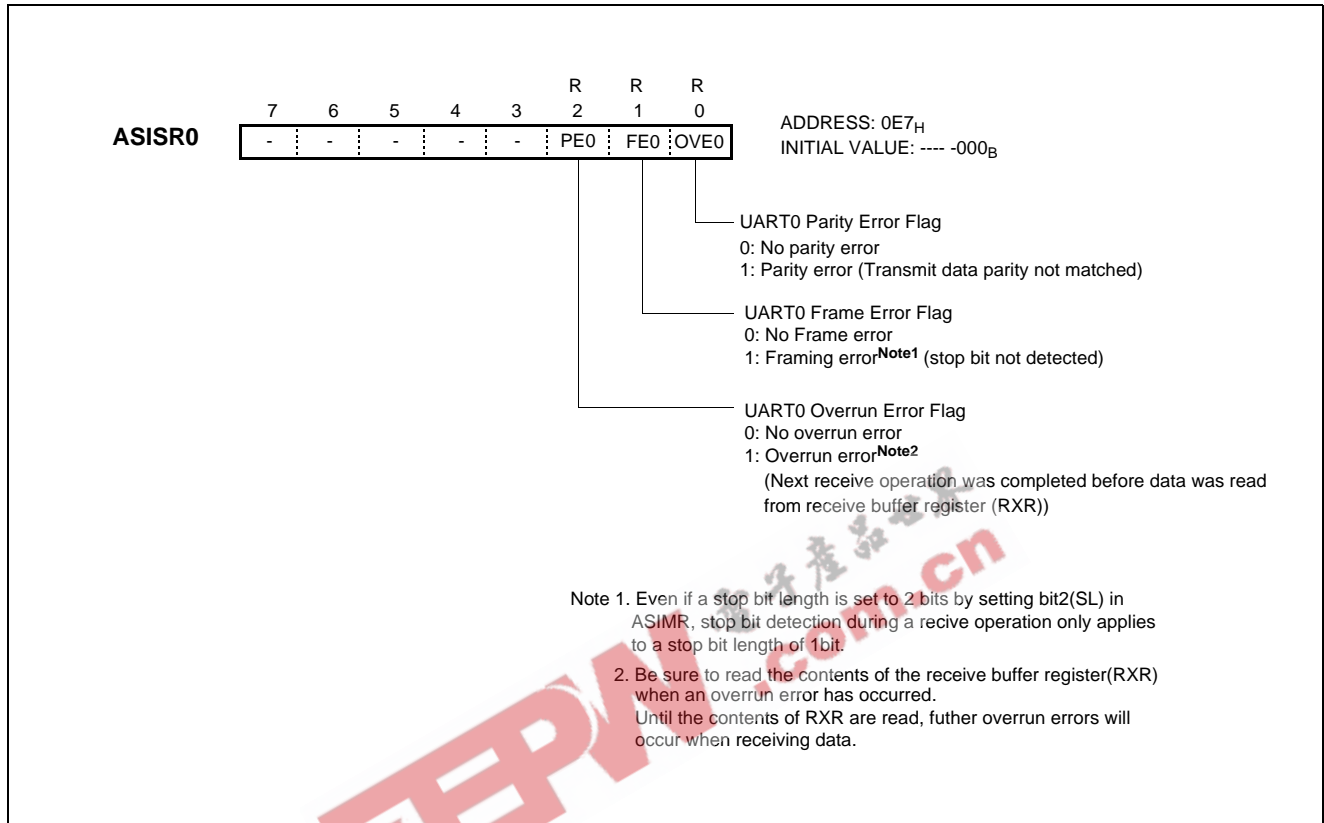 R R R
7 6 5 4 3 2 1 0
ASISR0
- - - - - PE0 FE0 OVE0
ADDRESS: 0E7H
INITIAL VALUE: ---- -000B
UART0 Parity Error Flag
0: No parity error
1: Parity error (Transmit data parity not matched)
UART0 Frame Error Flag
0: No Frame error
1: Framing errorNote1 (stop bit not detected)
UART0 Overrun Error Flag
0: No overrun error
1: Overrun errorNote2
(Next receive operation was completed before data was read
from receive buffer register (RXR))
Note 1. Even if a stop bit length is set to 2 bits by setting bit2(SL) in
ASIMR, stop bit detection during a recive operation only applies
to a stop bit length of 1bit.
2. Be sure to read the contents of the receive buffer register(RXR)
when an overrun error has occurred.
Until the contents of RXR are read, futher overrun errors will
occur when receiving data.
電子產品世界
EEPW .com.cn